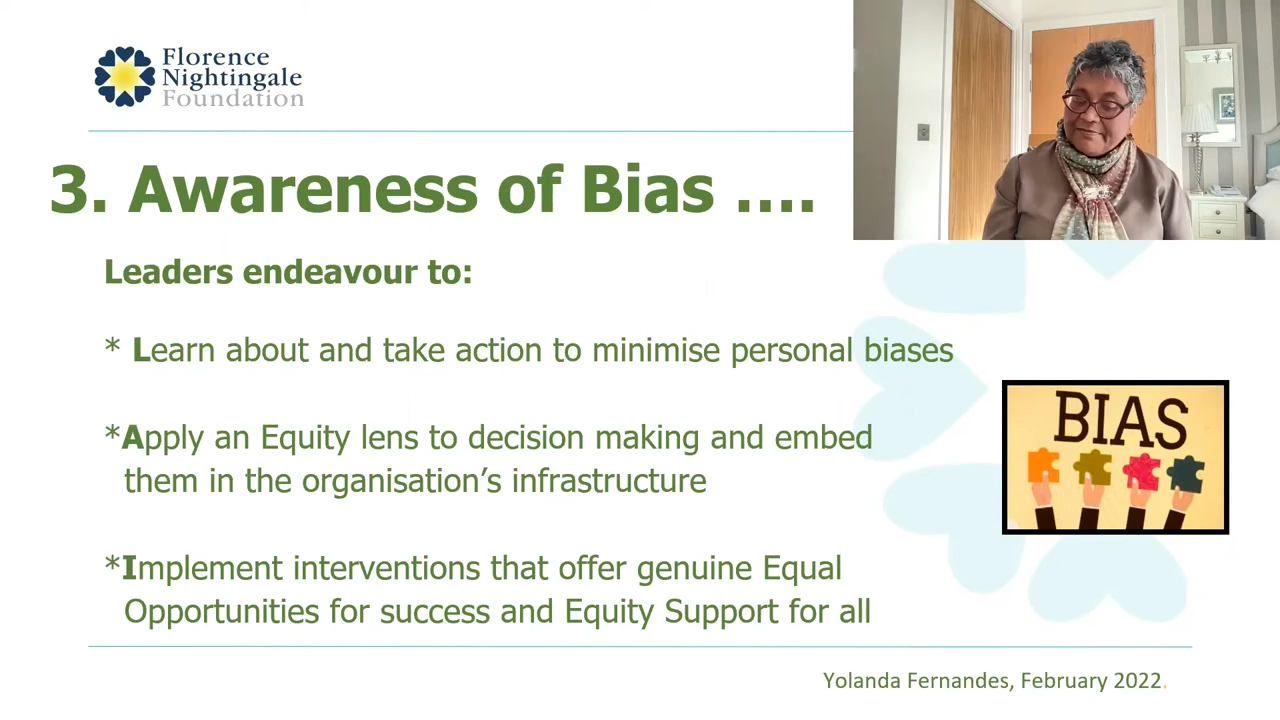 Florence
Nightingale
Foundation
3. Awareness of Bias ....
Leaders endeavour to:
* Learn about and take action to minimise personal biases
*Apply an Equity lens to decision making and embed
them in the organisation’s infrastructure
BIAS
*Implement interventions that offer genuine Equal
Opportunities for success and Equity Support for all
Yolanda Fernandes, February 2022.